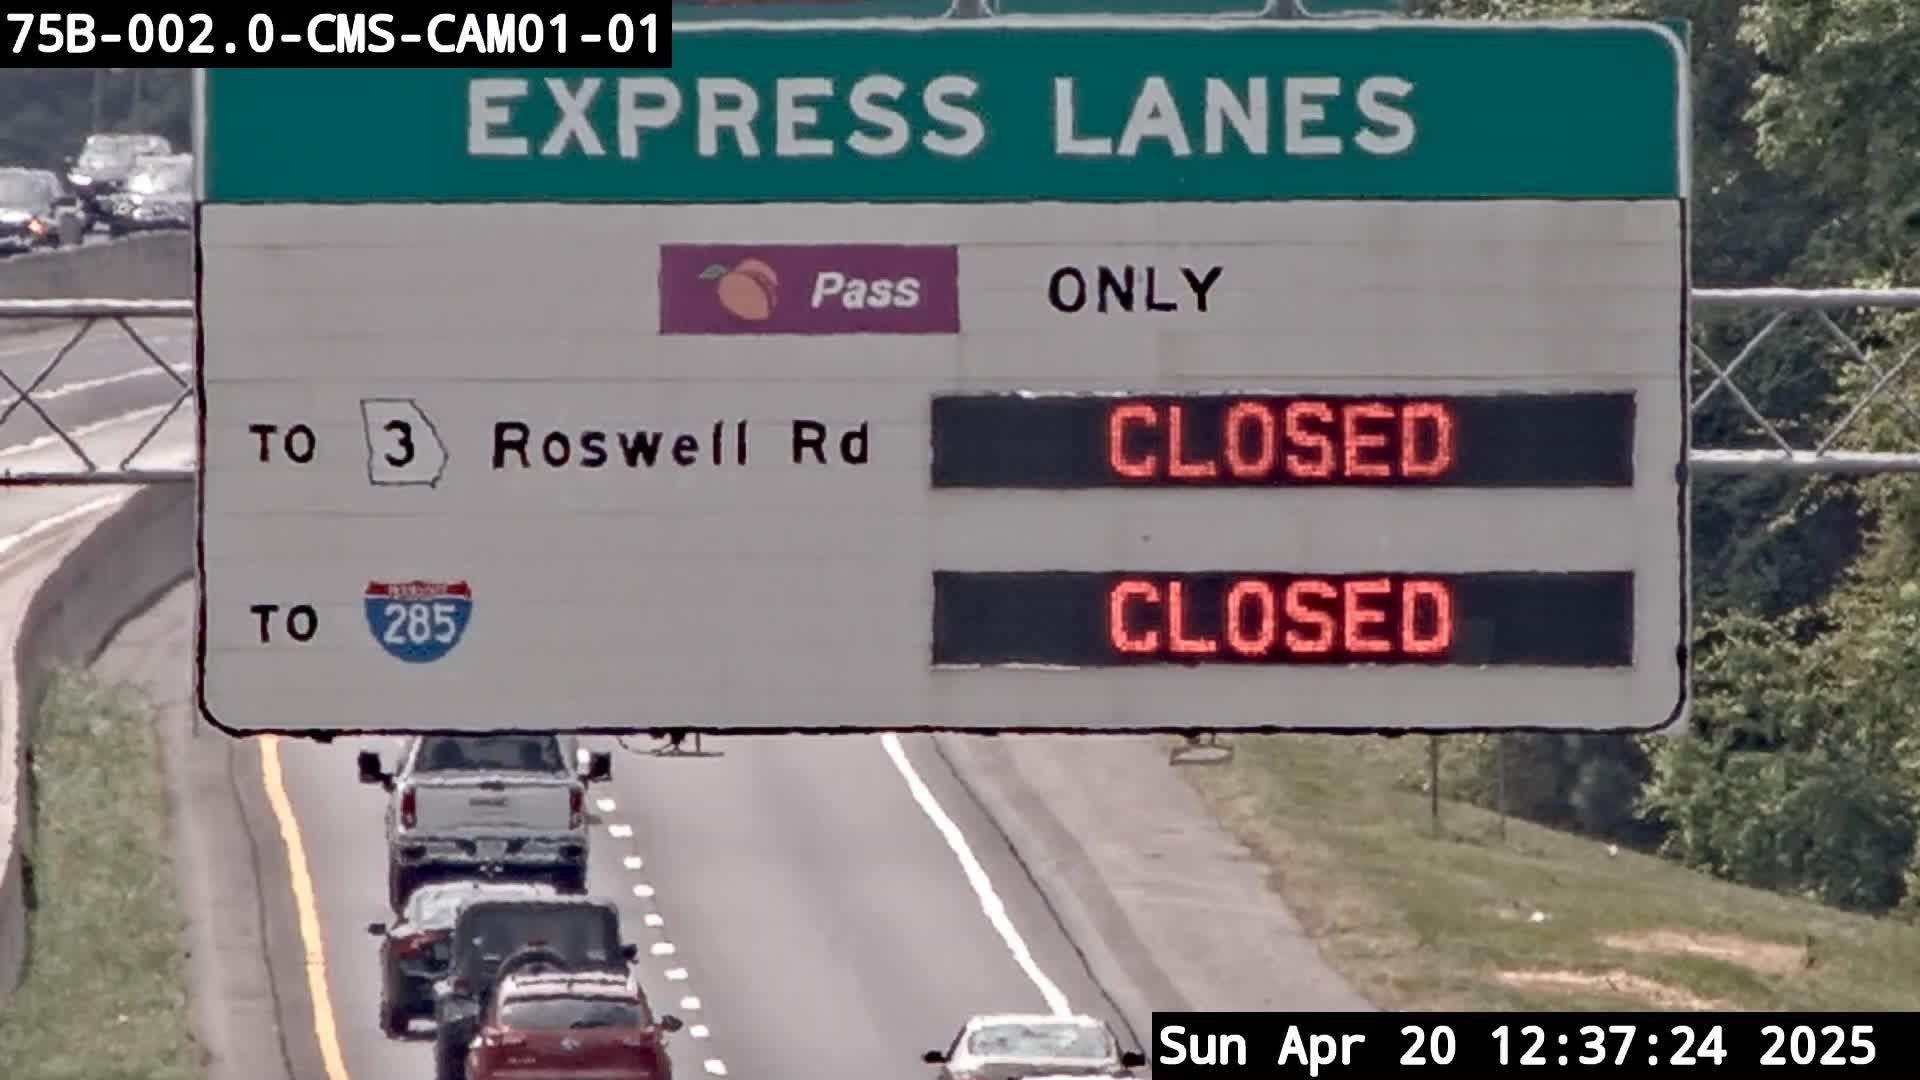 75B-002.0-CMS-CAM01-01
EXPRESS LANES
Pass ONLY
TO 3 Roswell Rd CLOSED
TO 285 CLOSED
Sun Apr 20 12:37:24 2025